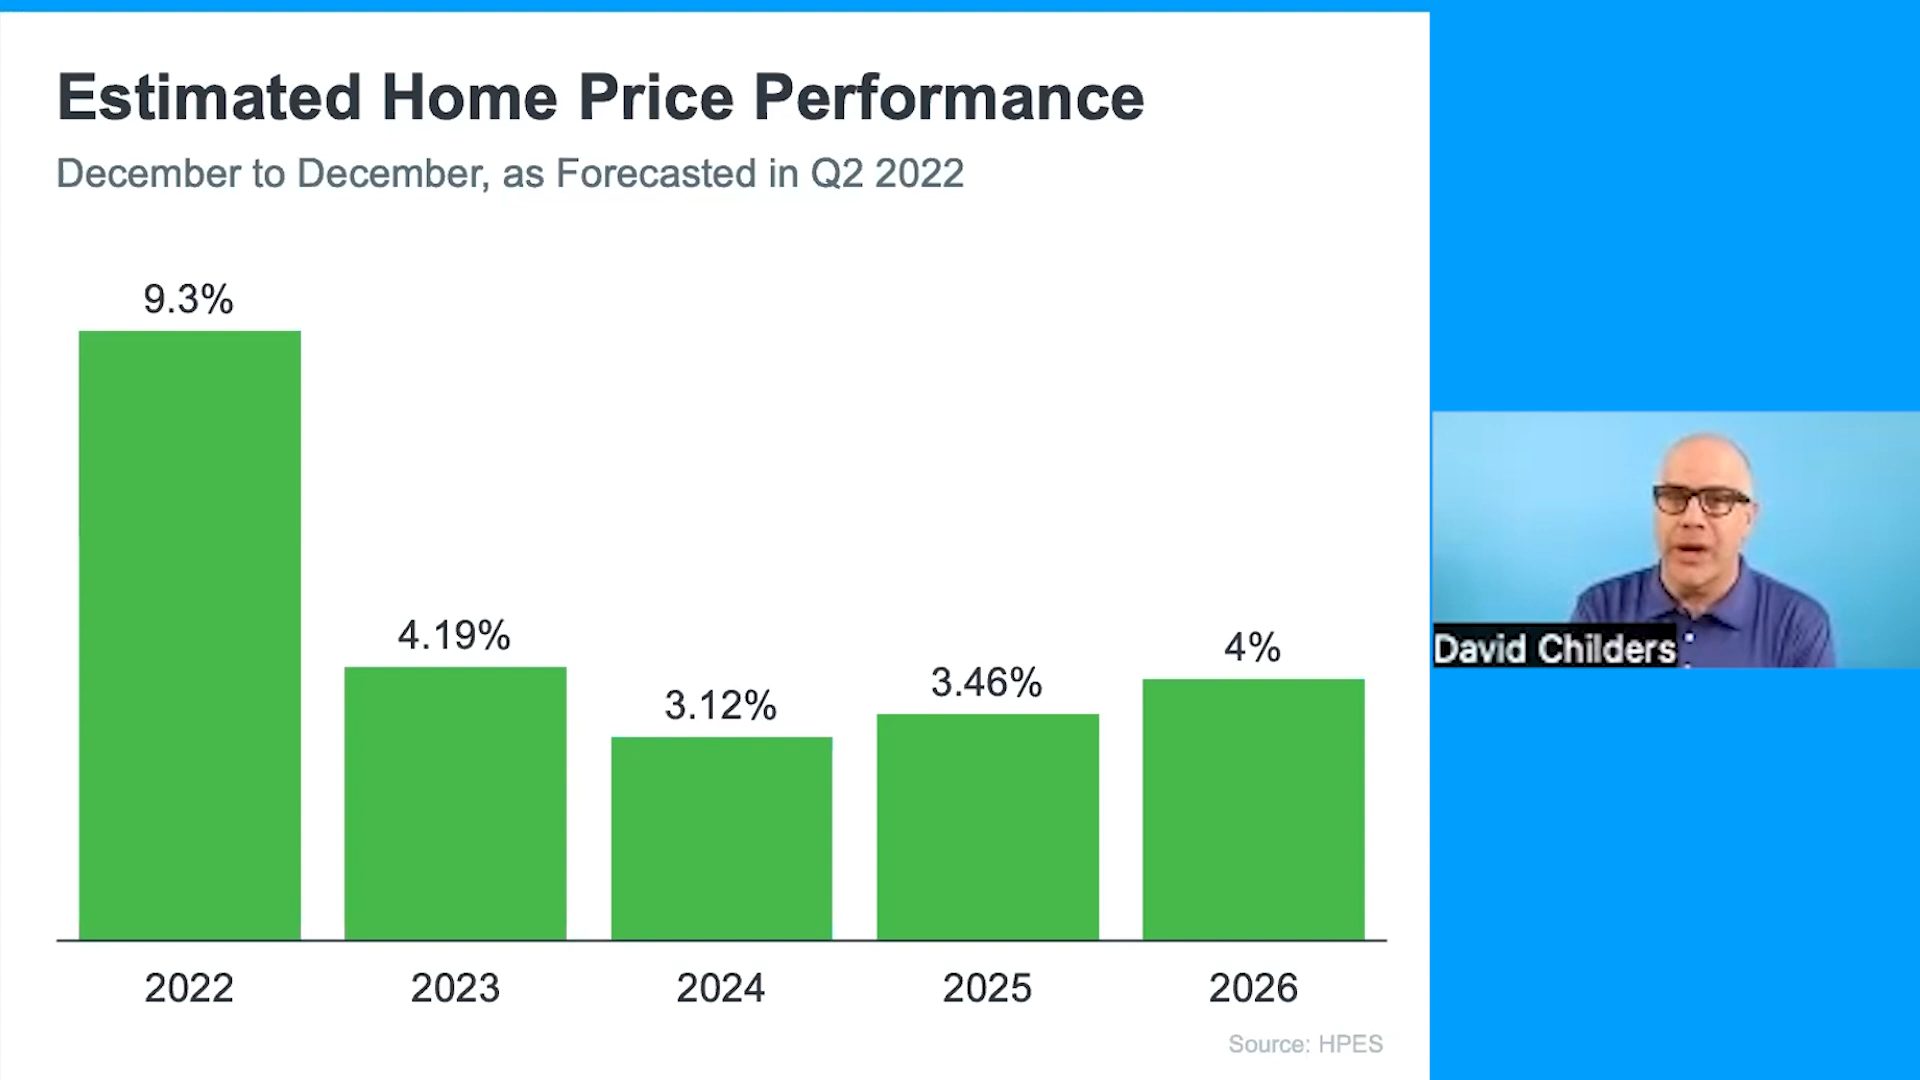 Estimated Home Price Performance
December to December, as Forecasted in Q2 2022
9.3%
4.19%
3.12%
3.46%
4%
2022
2023
2024
2025
2026
Source: HPES
David Childers